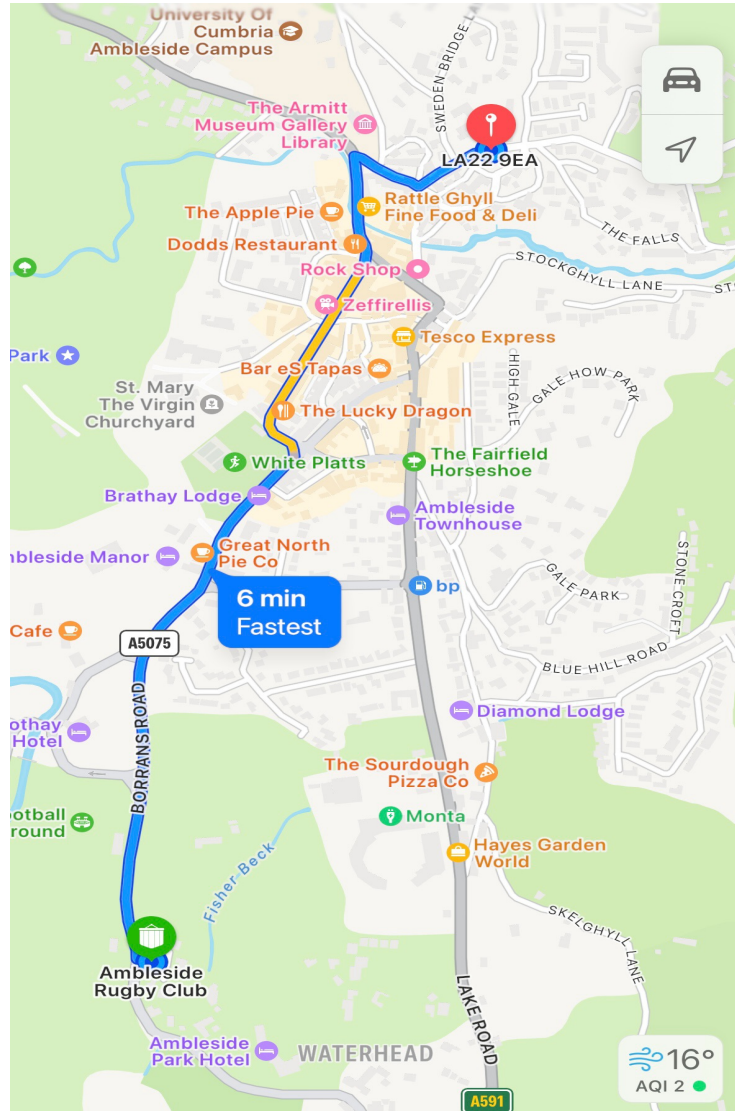 University Of
Cumbria
Ambleside Campus
SWEDEN BRIDGE LA
The Armitt
Museum Gallery
Library
LA22 9EA
The Apple Pie
Rattle Ghyll
Fine Food & Deli
Dodds Restaurant
THE FALLS
Rock Shop
STOCKGHYLL LANE
ST
Zeffirellis
Tesco Express
Park
Bar eS Tapas
HIGH GALE
GALE HOW PARK
St. Mary
The Virgin
Churchyard
The Lucky Dragon
White Platts
The Fairfield
Horseshoe
Brathay Lodge
Ambleside
Townhouse
mbleside Manor
Great North
Pie Co
STONE CROFT
6 min
Fastest
bp
GALE PARK
Cafe
A5075
BLUE HILL ROAD
BORRANS ROAD
othay
Hotel
Diamond Lodge
The Sourdough
Pizza Co
ootball
round
Monta
Hayes Garden
World
Fisher Beck
SKELGHYLL LANE
Ambleside
Rugby Club
LAKE ROAD
Ambleside
Park Hotel
WATERHEAD
16°
AQI 2
A591